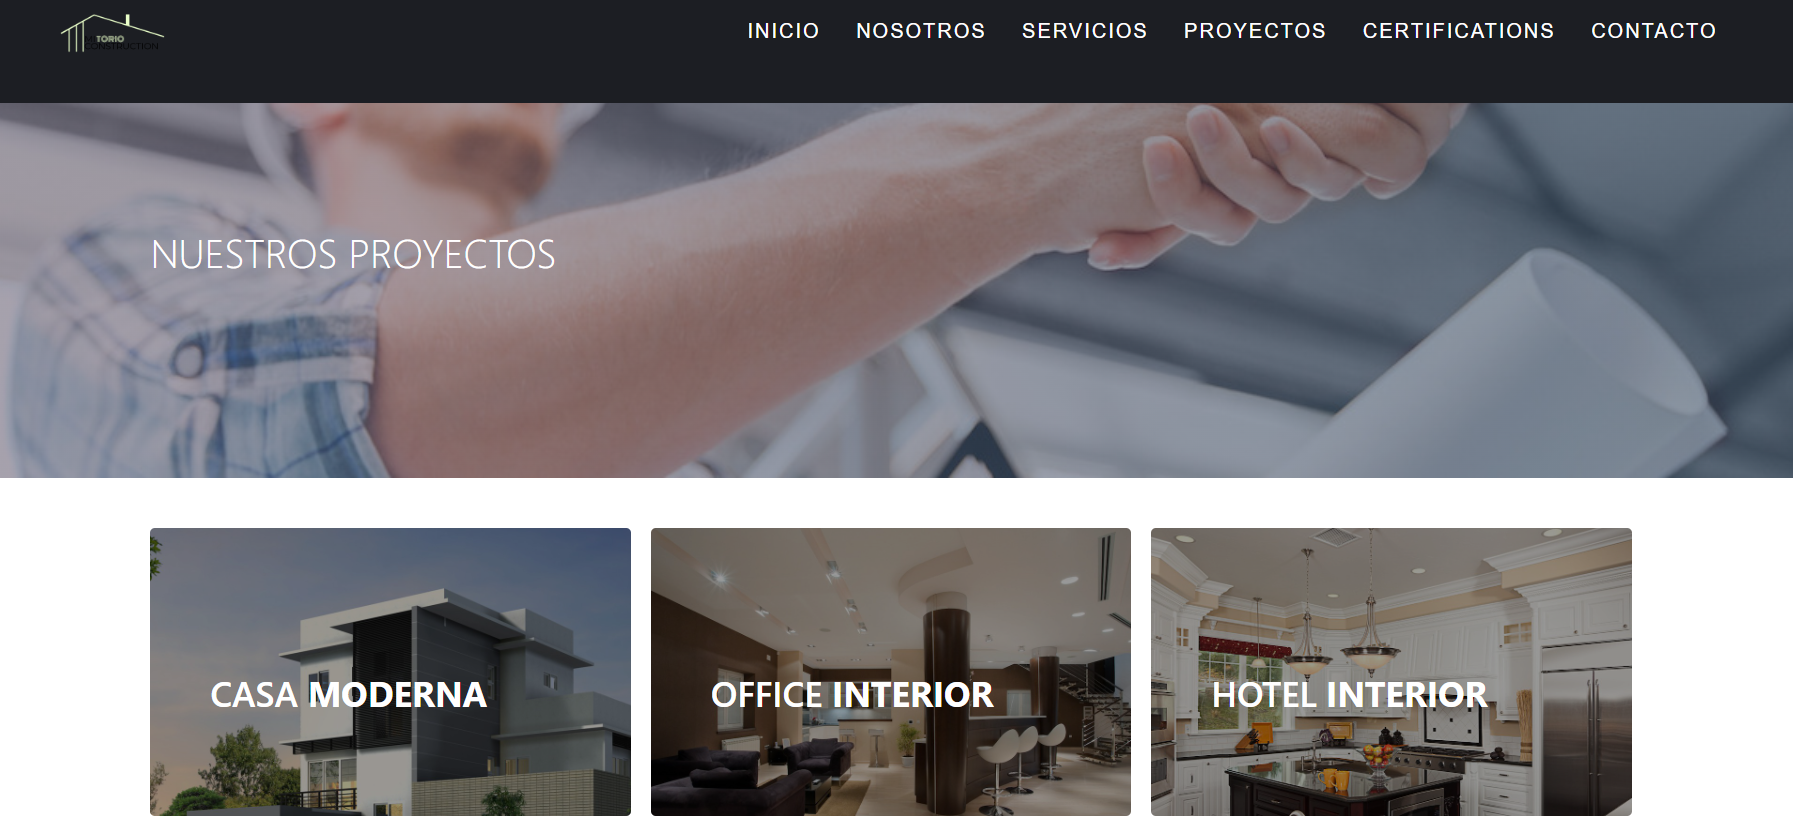 TORIO
CONSTRUCTION
INICIO NOSOTROS SERVICIOS PROYECTOS CERTIFICATIONS CONTACTO
NUESTROS PROYECTOS
CASA MODERNA
OFFICE INTERIOR
HOTEL INTERIOR